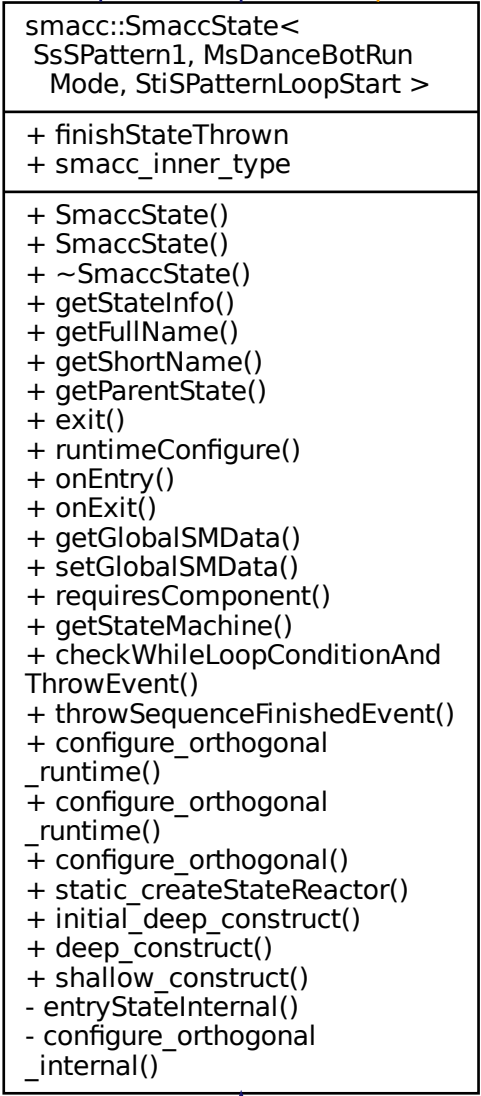 smacc::SmaccState<
SsSPattern1, MsDanceBotRun
Mode, StiSPatternLoopStart >
+ finishStateThrown
+ smacc_inner_type
+ SmaccState()
+ SmaccState()
+ ~SmaccState()
+ getStateInfo()
+ getFullName()
+ getShortName()
+ getParentState()
+ exit()
+ runtimeConfigure()
+ onEntry()
+ onExit()
+ getGlobalSMData()
+ setGlobalSMData()
+ requiresComponent()
+ getStateMachine()
+ checkWhileLoopConditionAnd
ThrowEvent()
+ throwSequenceFinishedEvent()
+ configure_orthogonal
_runtime()
+ configure_orthogonal
_runtime()
+ configure_orthogonal()
+ static_createStateReactor()
+ initial_deep_construct()
+ deep_construct()
+ shallow_construct()
- entryStateInternal()
- configure_orthogonal
_internal()